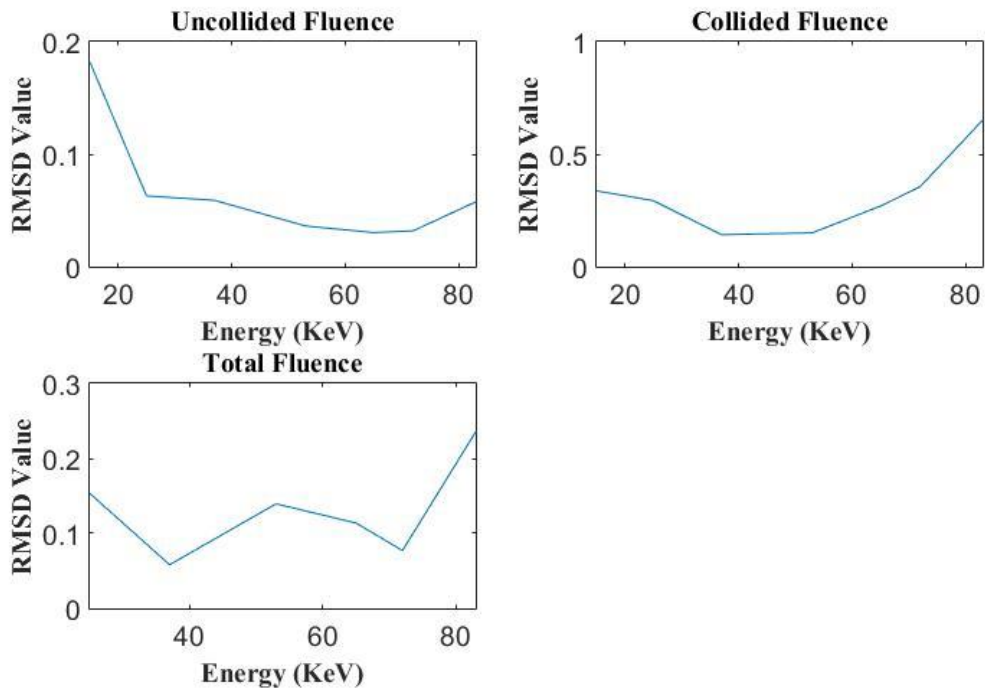 Uncollided Fluence
0.2
0.1
0
RMSD Value
20 40 60 80
Energy (KeV)
Collided Fluence
1
0.5
0
RMSD Value
20 40 60 80
Energy (KeV)
Total Fluence
0.3
0.2
0.1
0
RMSD Value
40 60 80
Energy (KeV)